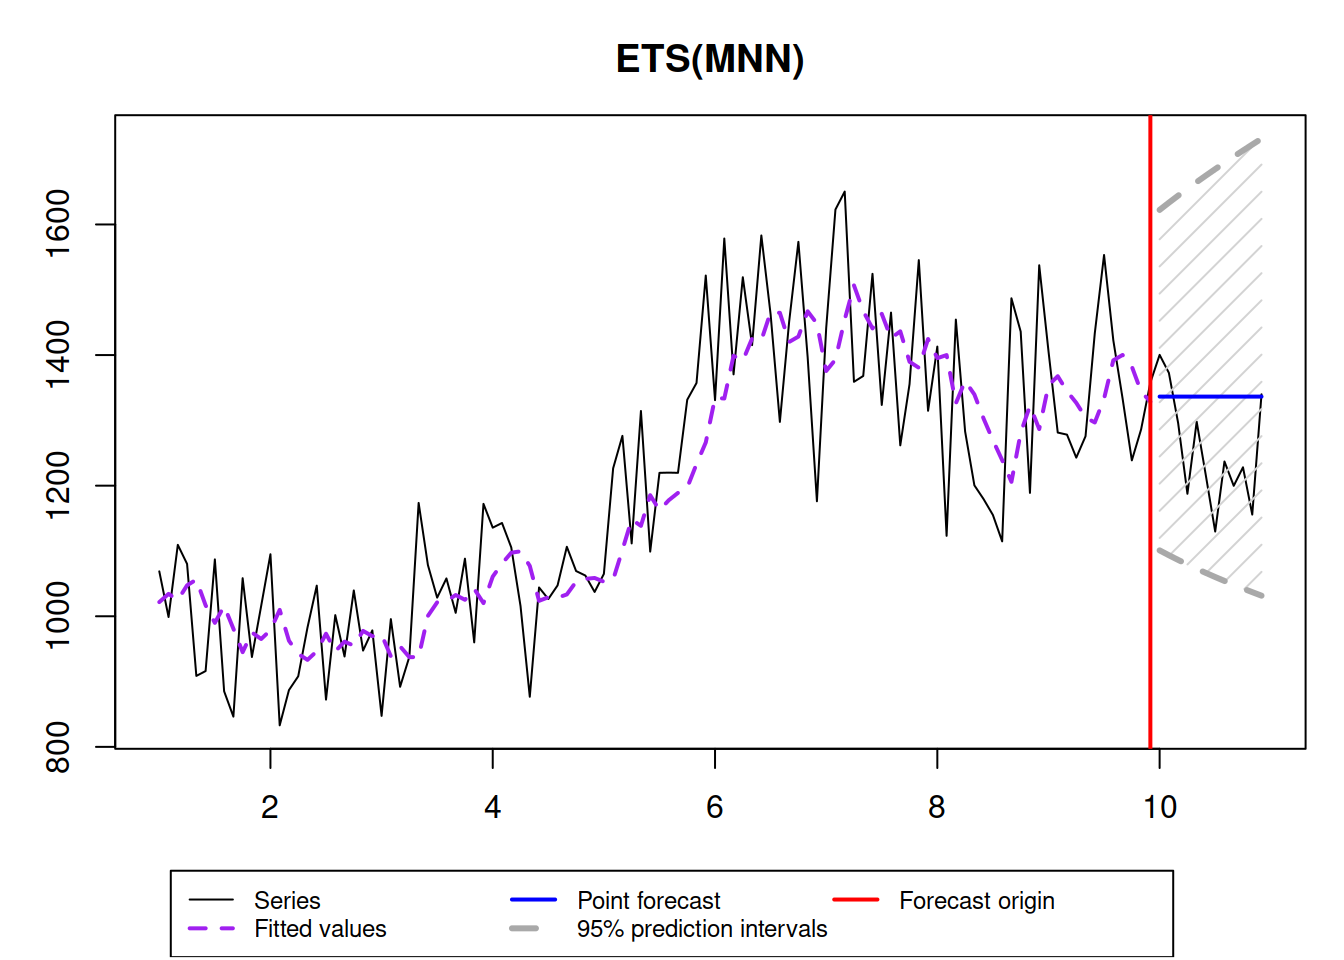 ETS(MNN)
1600
1400
1200
1000
800
2 4 6 8 10
Series Point forecast Forecast origin
Fitted values 95% prediction intervals